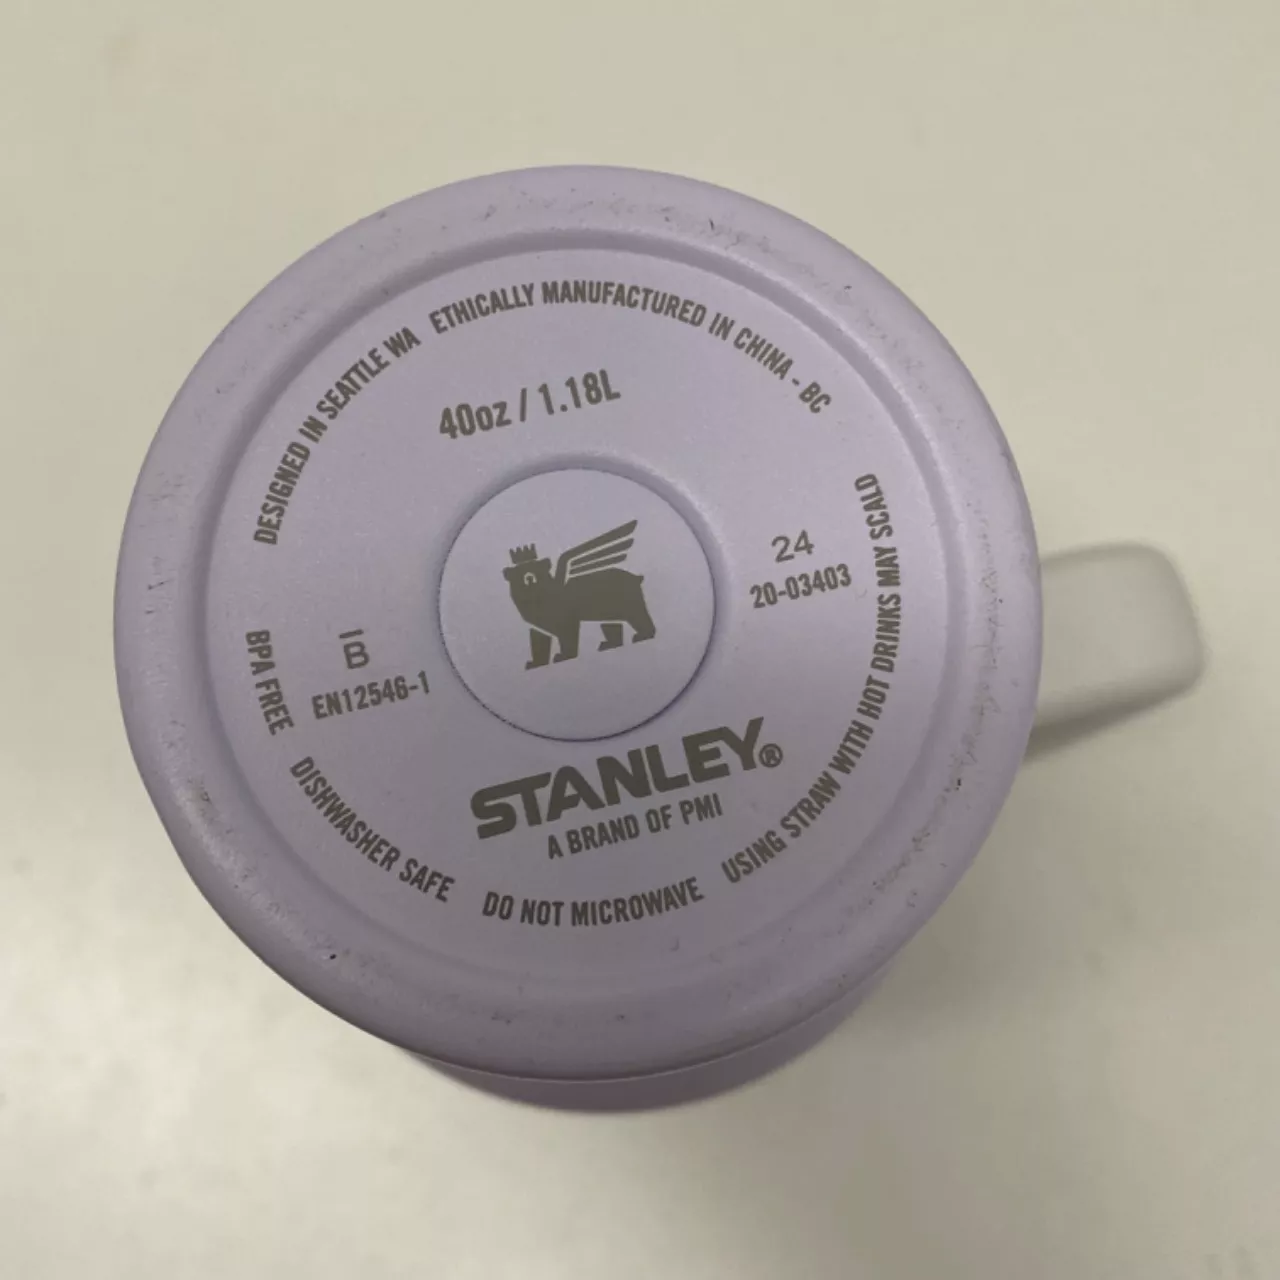 DESIGNED IN SEATTLE WA
ETHICALLY MANUFACTURED IN CHINA - BC
40oz / 1.18L
24
20-03403
B
EN12546-1
STANLEY®
A BRAND OF PMI
BPA FREE
DISHWASHER SAFE
DO NOT MICROWAVE
USING STRAW WITH HOT DRINKS MAY SCALD